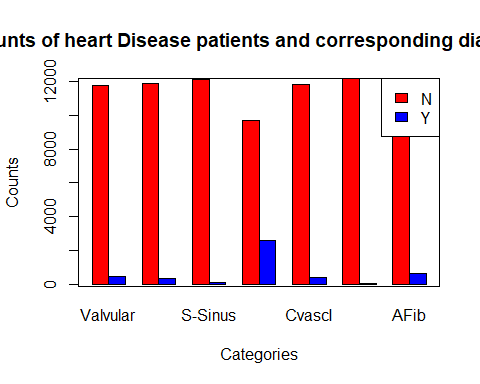 unts of heart Disease patients and corresponding dia
12000
8000
4000
0
Counts
N
Y
Valvular S-Sinus Cvascl AFib
Categories